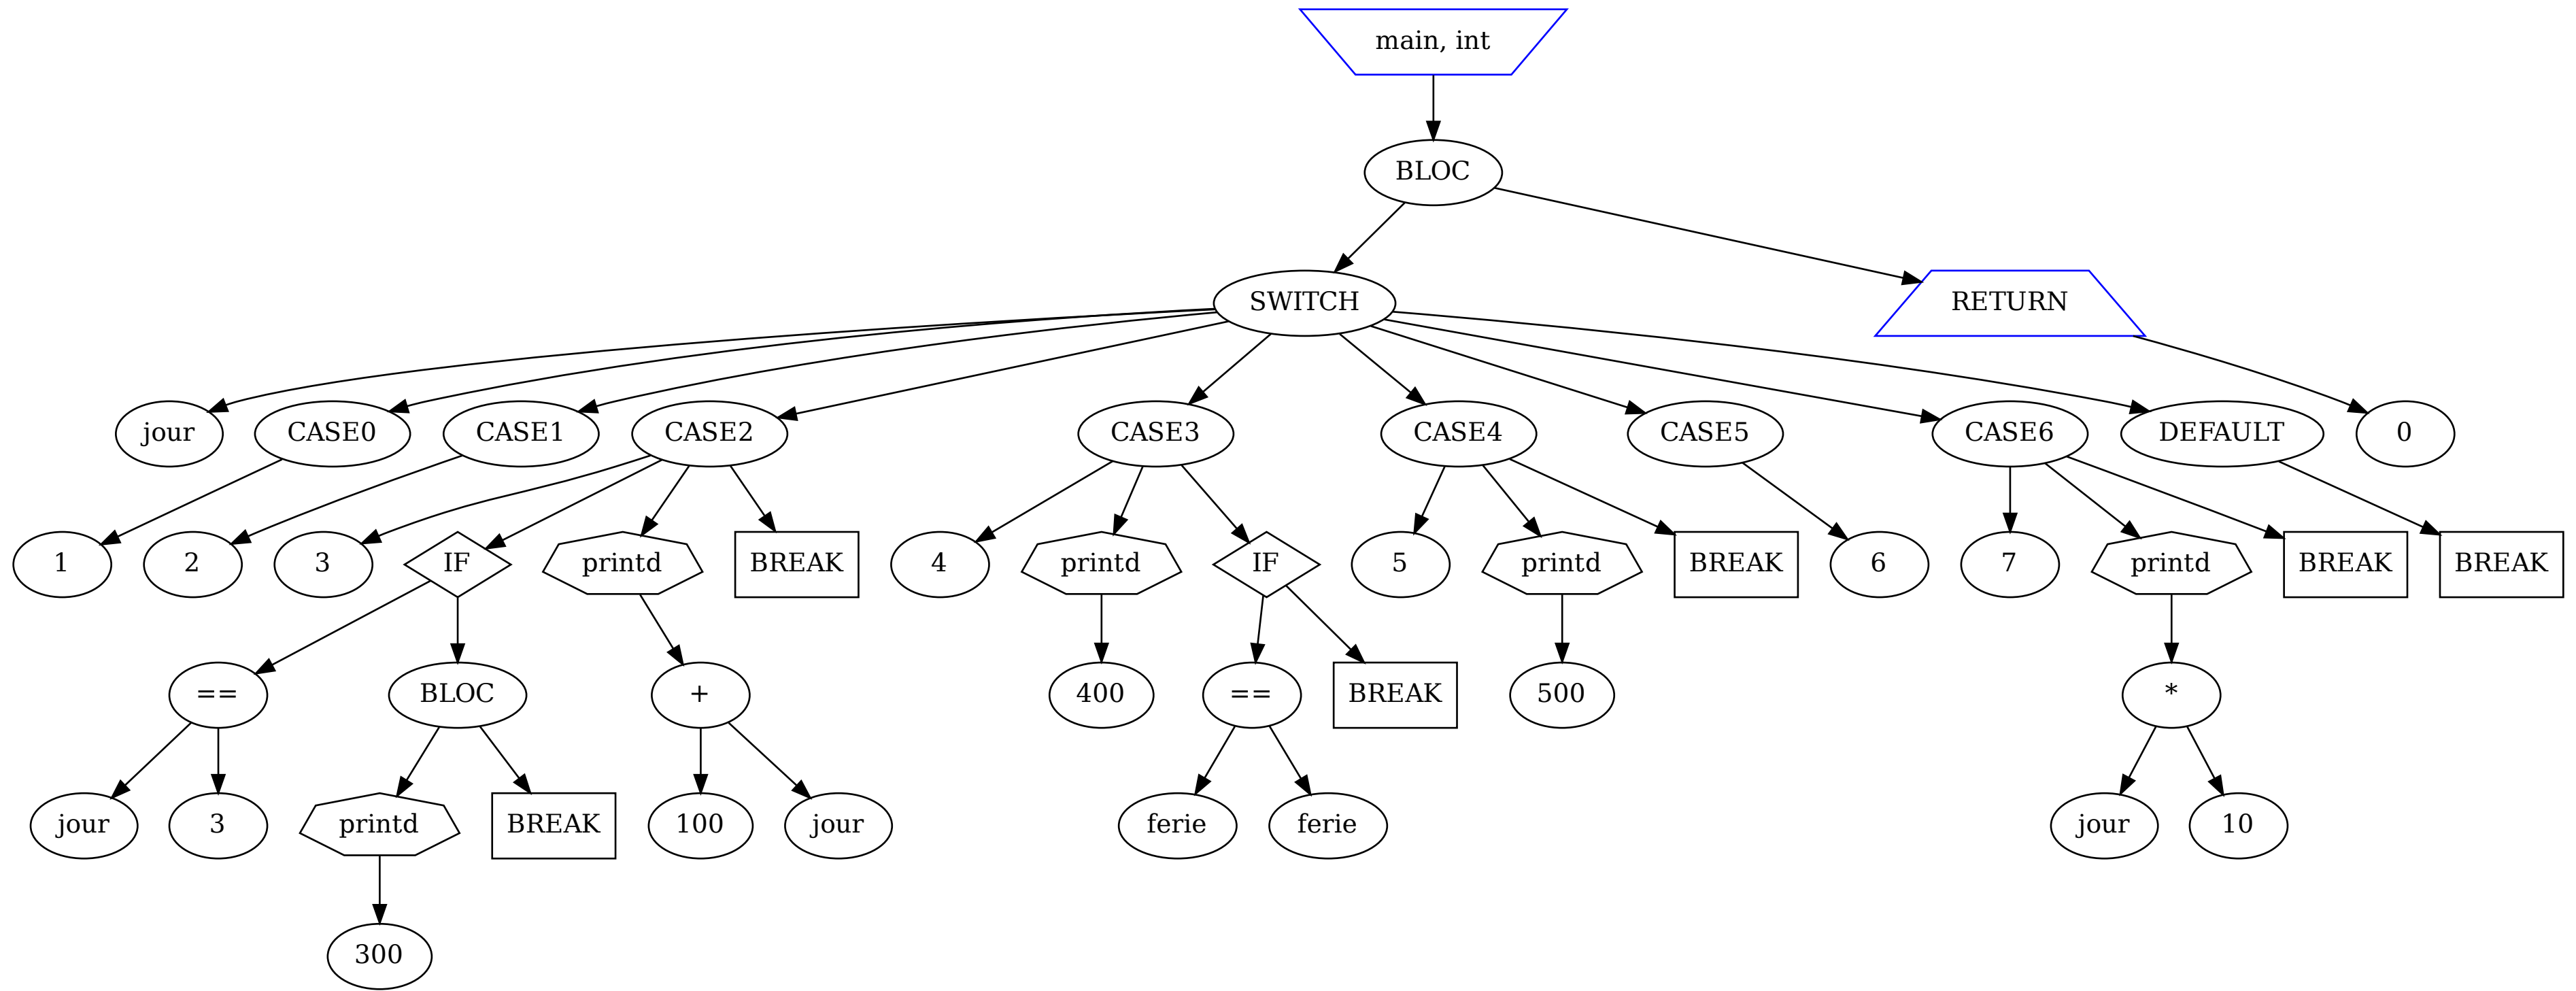 main, int
BLOC
SWITCH
RETURN
jour
CASE0
CASE1
CASE2
CASE3
CASE4
CASE5
CASE6
DEFAULT
0
1
2
3
IF
printd
BREAK
4
printd
IF
5
printd
BREAK
6
7
printd
BREAK
BREAK
==
BLOC
+
400
==
BREAK
500
*
jour
3
printd
BREAK
100
jour
ferie
ferie
jour
10
300